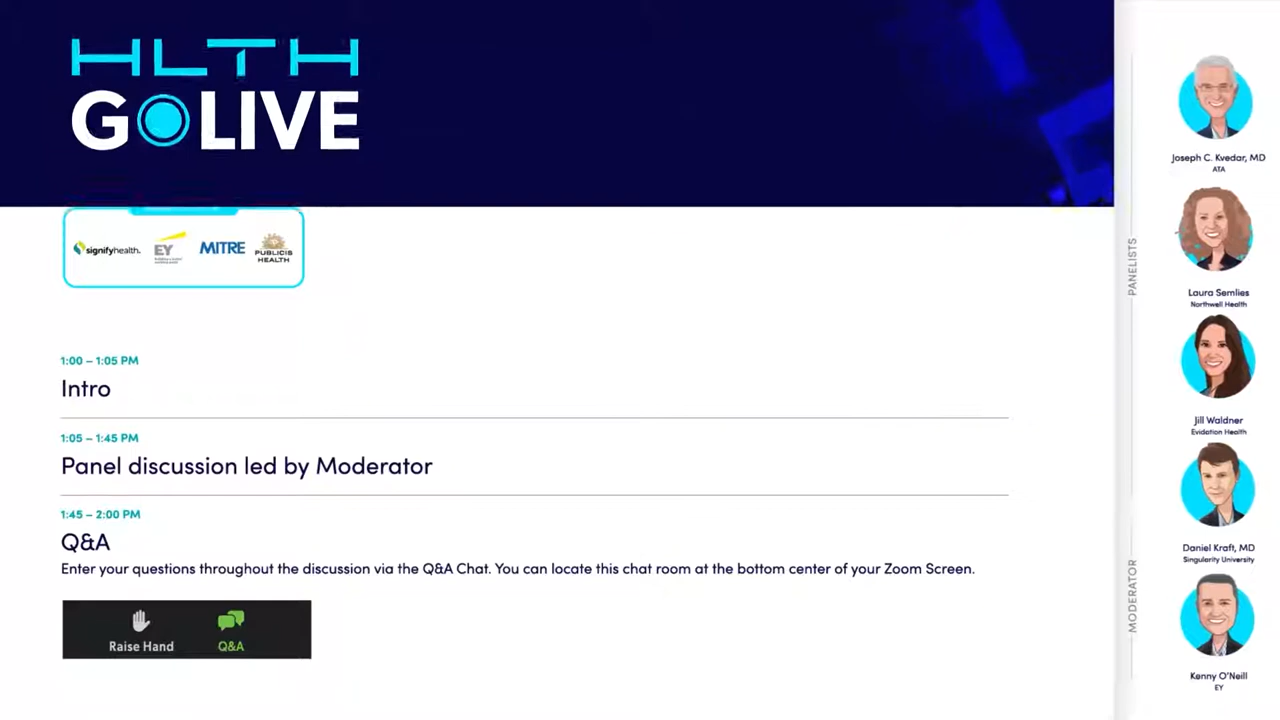 HLTH
GO LIVE
signifyhealth.
EY
MITRE
PUBLICIS
HEALTH
1:00 – 1:05 PM
Intro
1:05 – 1:45 PM
Panel discussion led by Moderator
1:45 – 2:00 PM
Q&A
Enter your questions throughout the discussion via the Q&A Chat. You can locate this chat room at the bottom center of your Zoom Screen.
Raise Hand
Q&A
PANELISTS
Joseph C. Kvedar, MD
ATA
Laura Semlies
Northwell Health
Jill Waldner
Evidation Health
Daniel Kraft, MD
Singularity University
MODERATOR
Kenny O'Neill
EY